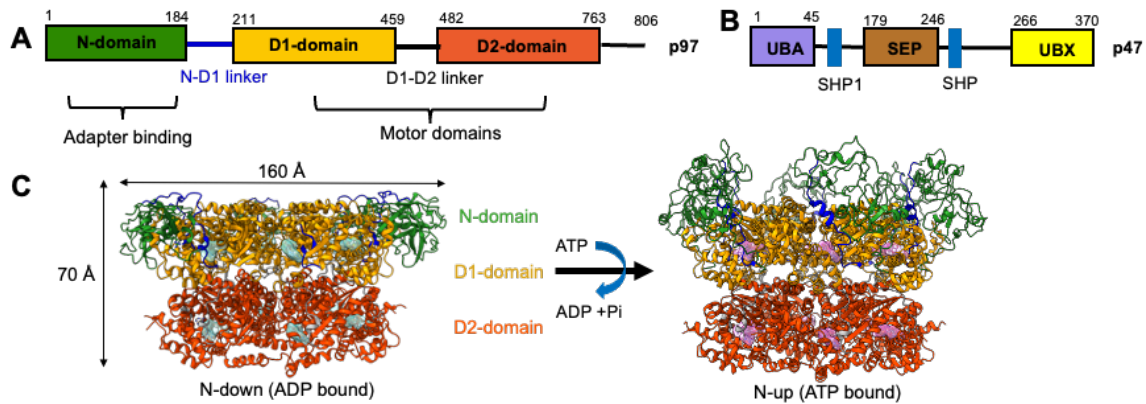 A
1 184 211 459 482 763 806
N-domain D1-domain D2-domain p97
N-D1 linker D1-D2 linker
Adapter binding Motor domains
B
1 45 179 246 266 370
UBA SEP UBX p47
SHP1 SHP
C
160 Å
70 Å
N-domain
D1-domain
D2-domain
ATP
ADP +Pi
N-down (ADP bound)
N-up (ATP bound)